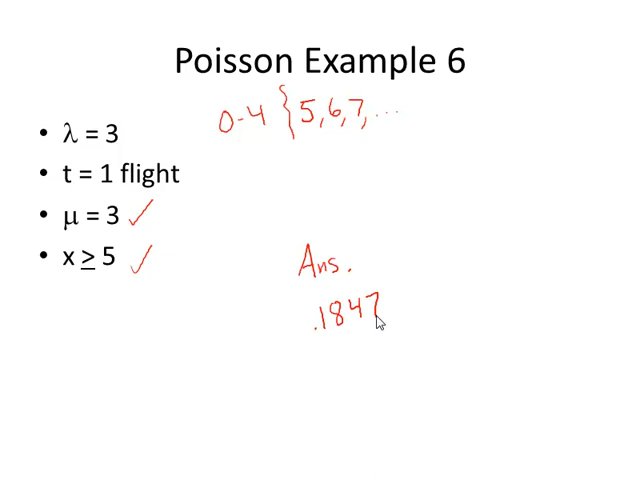 Poisson Example 6
0-4 { 5, 6, 7, ...
• λ = 3
• t = 1 flight
• μ = 3 ✓
• x ≥ 5 ✓
Ans.
.1847